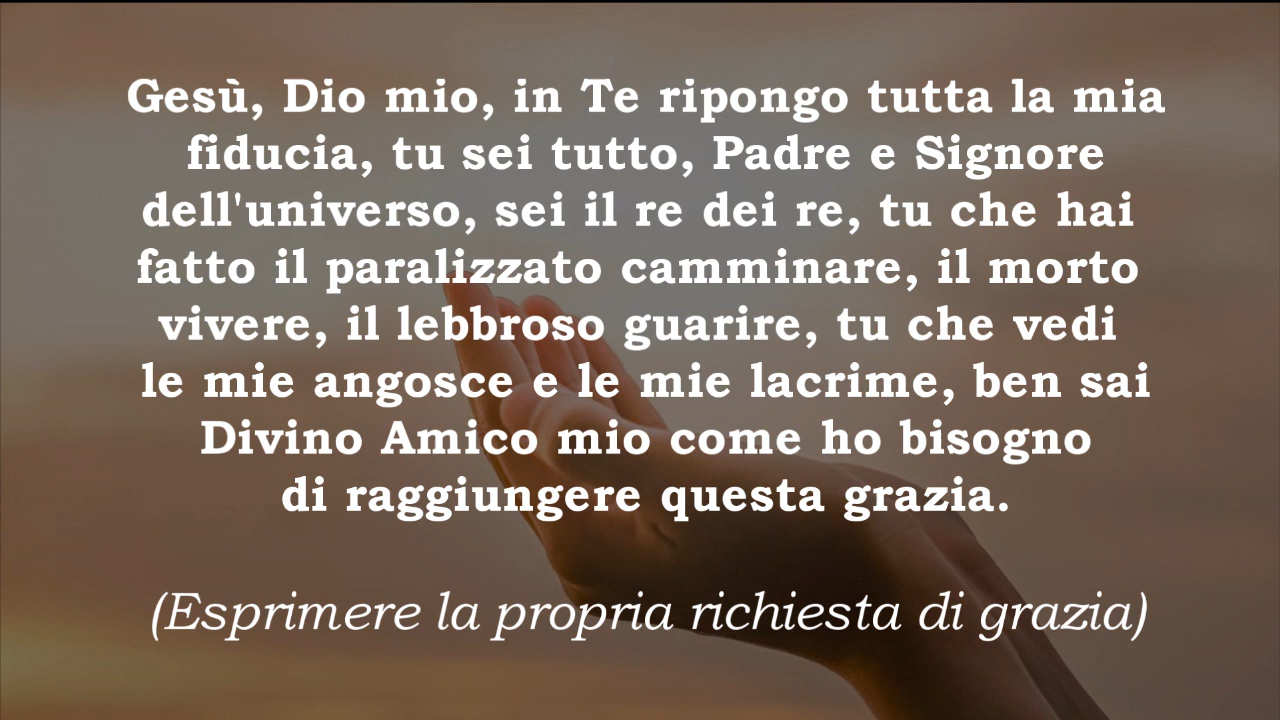 Gesù, Dio mio, in Te ripongo tutta la mia
fiducia, tu sei tutto, Padre e Signore
dell'universo, sei il re dei re, tu che hai
fatto il paralizzato camminare, il morto
vivere, il lebbroso guarire, tu che vedi
le mie angosce e le mie lacrime, ben sai
Divino Amico mio come ho bisogno
di raggiungere questa grazia.
(Esprimere la propria richiesta di grazia)